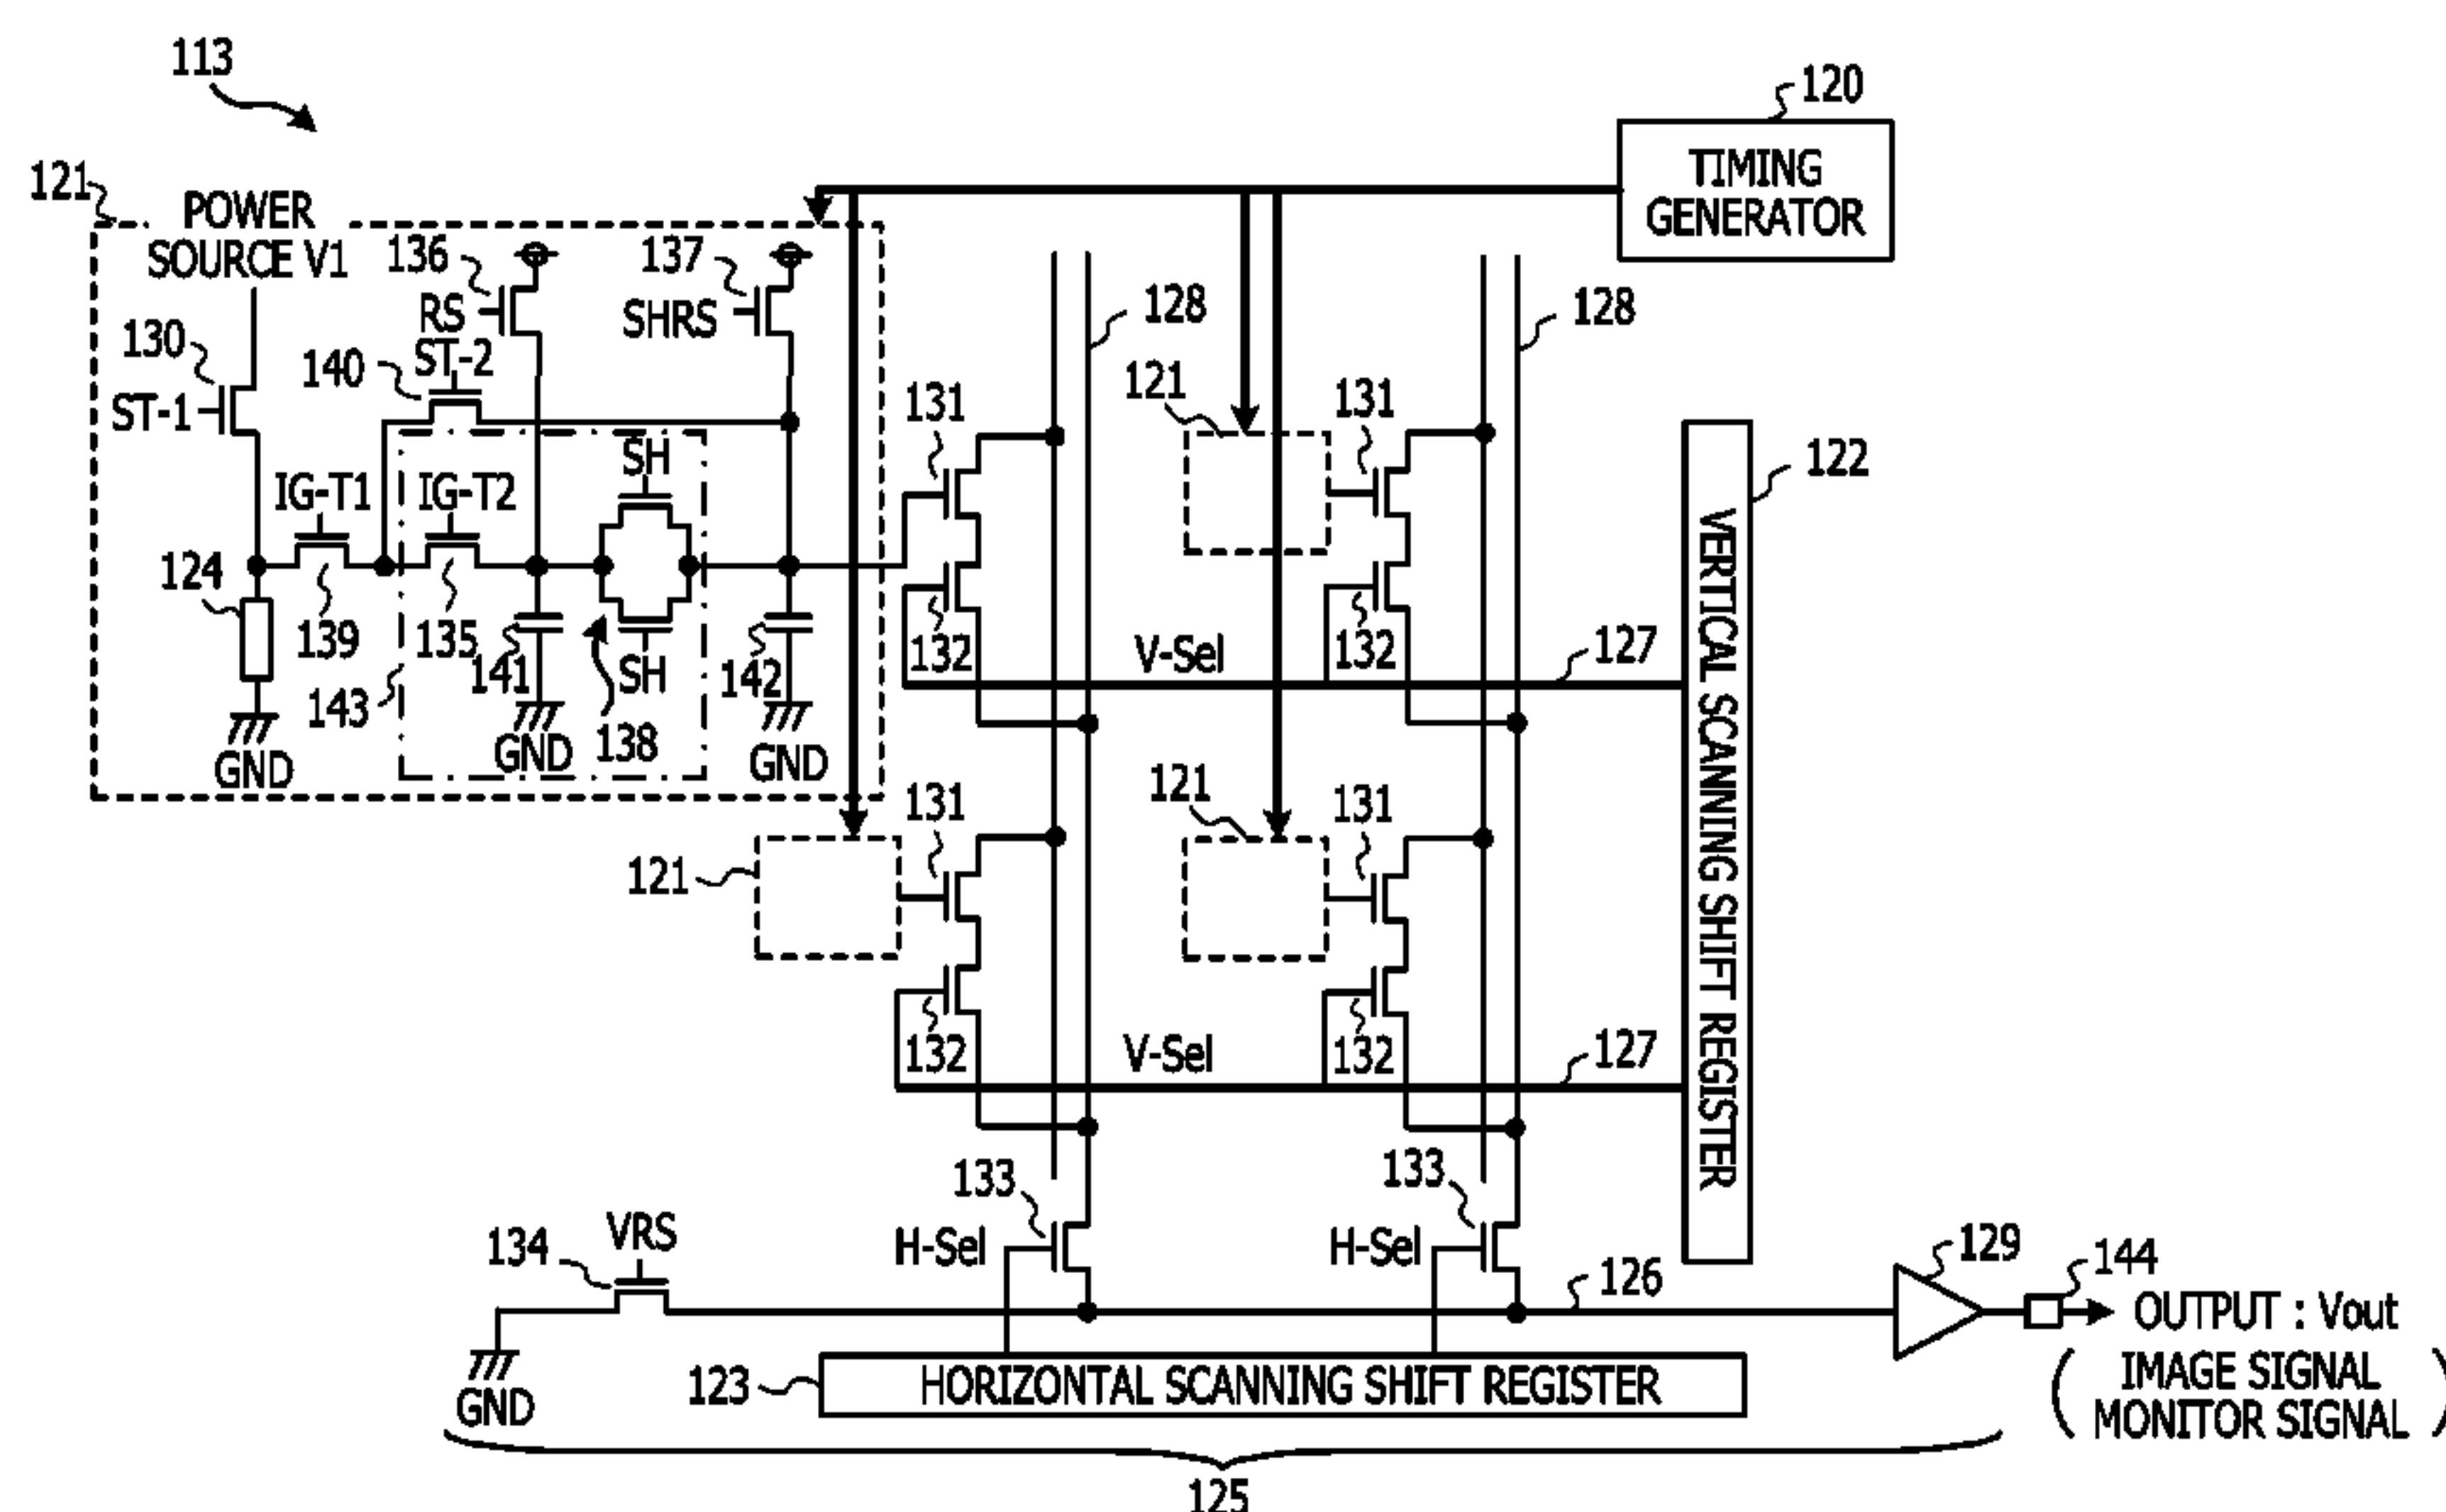 113
120
TIMING
GENERATOR
121
POWER
SOURCE V1
136
137
RS
SHRS
128
128
130
140
ST-2
ST-1
121
131
131
SH
122
IG-T1
IG-T2
124
139
135
141
SH
142
132
V-Sel
132
127
143
138
GND
GND
GND
VERTICAL SCANNING SHIFT REGISTER
131
121
131
121
132
V-Sel
132
127
133
133
134
VRS
H-Sel
H-Sel
126
129
144
OUTPUT : Vout
GND
123
HORIZONTAL SCANNING SHIFT REGISTER
( IMAGE SIGNAL
MONITOR SIGNAL )
125